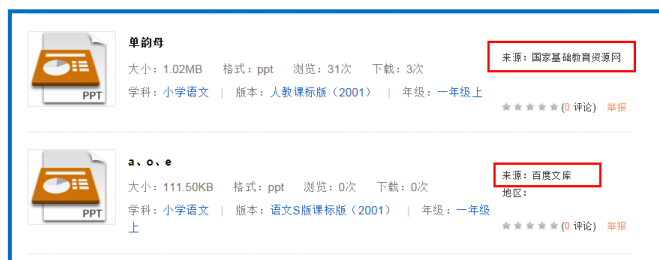 单韵母
大小：1.02MB 格式：ppt 浏览：31次 下载：3次
学科：小学语文 | 版本：人教课标版（2001） | 年级：一年级上
来源：国家基础教育资源网
(0 评论) 举报
PPT
a、o、e
大小：111.50KB 格式：ppt 浏览：0次 下载：0次
学科：小学语文 | 版本：语文S版课标版（2001） | 年级：一年级
上
来源：百度文库
地区：
(0 评论) 举报
PPT